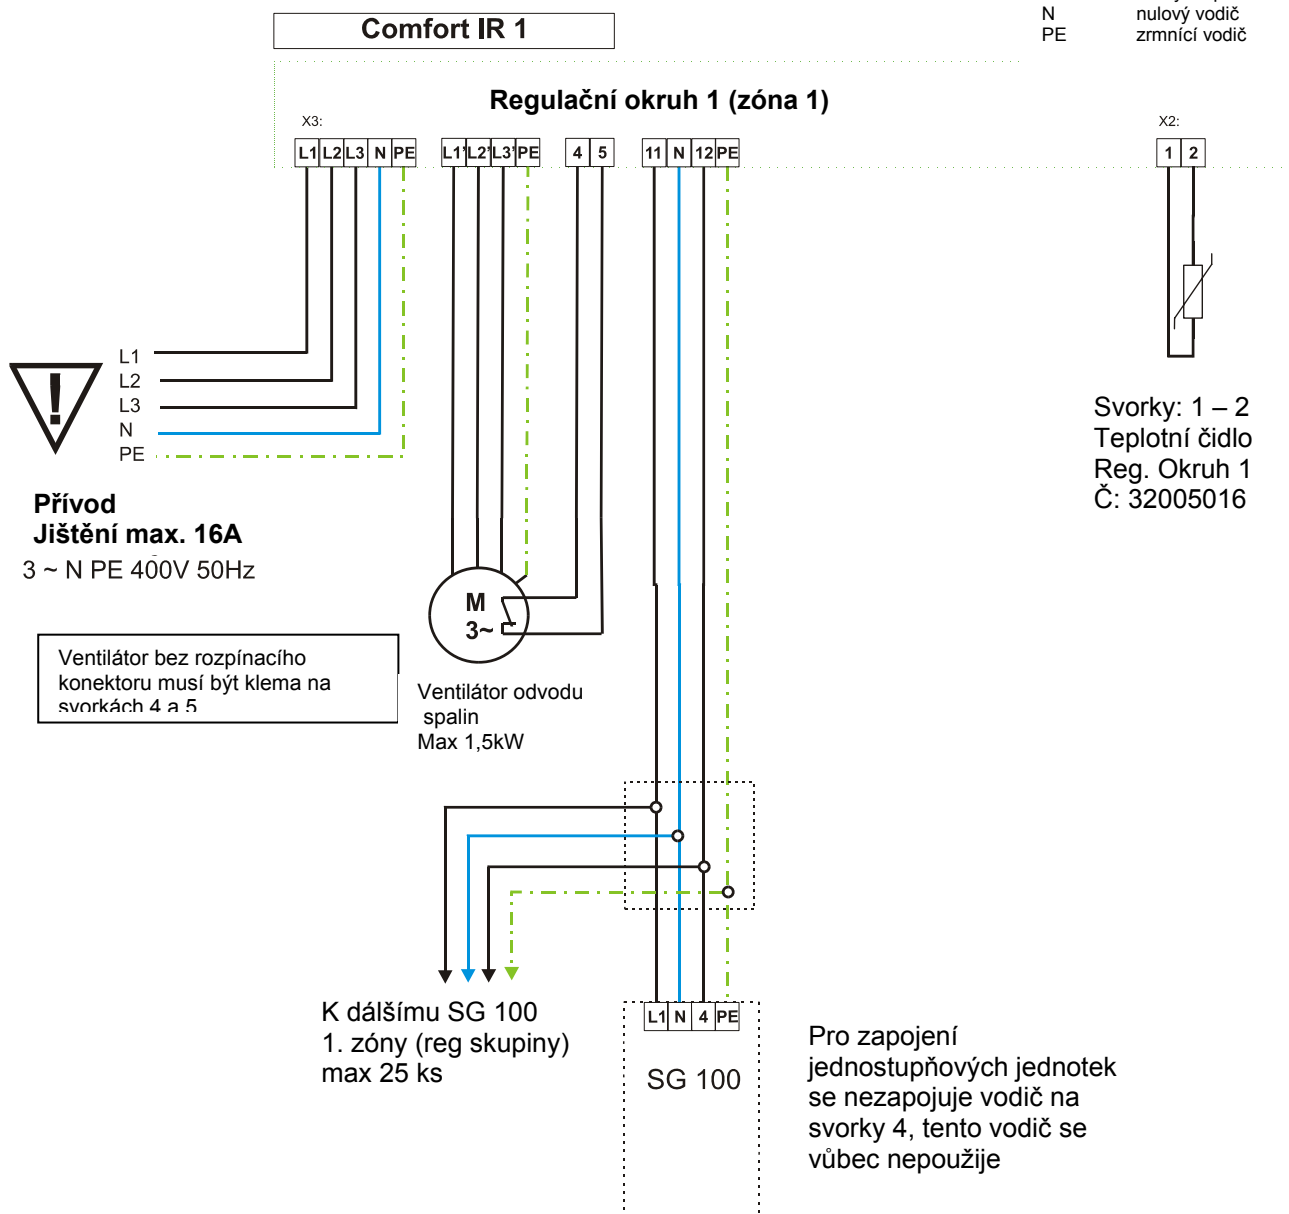 Comfort IR 1
N nulový vodič
PE zrmnící vodič
Regulační okruh 1 (zóna 1)
X3:
X2:
L1 L2 L3 N PE L1' L2' L3' PE 4 5 11 N 12 PE 1 2
L1
L2
L3
N
PE
Přívod
Jištění max. 16A
3 ~ N PE 400V 50Hz
Svorky: 1 – 2
Teplotní čidlo
Reg. Okruh 1
Č: 32005016
M
3~
Ventilátor bez rozpínacího
konektoru musí být klema na
svorkách 4 a 5
Ventilátor odvodu
spalin
Max 1,5kW
K dálšímu SG 100
1. zóny (reg skupiny)
max 25 ks
L1 N 4 PE
SG 100
Pro zapojení
jednostupňových jednotek
se nezapojuje vodič na
svorky 4, tento vodič se
vůbec nepoužije